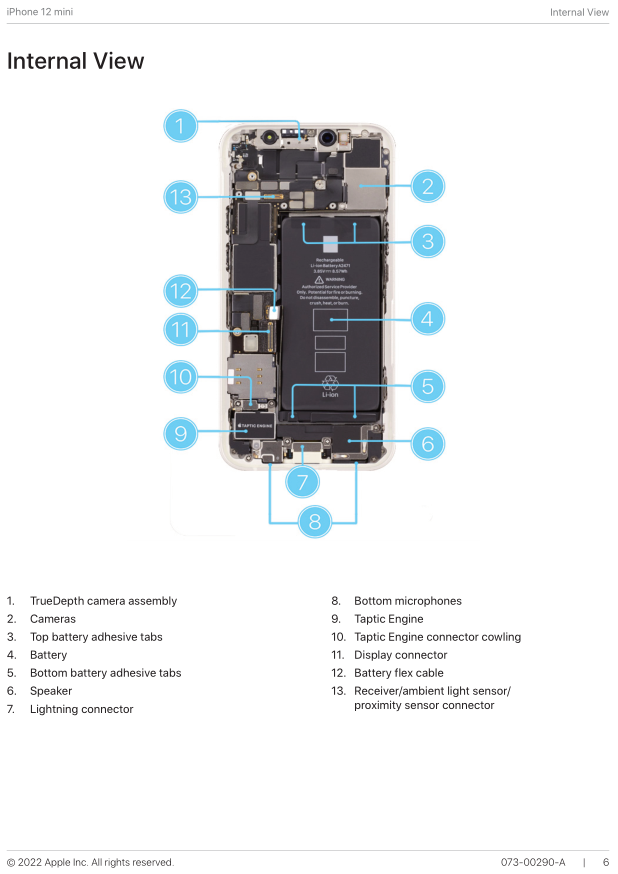 iPhone 12 mini
Internal View
Internal View
1
2
13
3
Rechargeable
Li-ion Battery A2471
3.85V⎓ 8.57Wh
WARNING
Authorized Service Provider
Only. Potential for fire or burning.
Do not disassemble, puncture,
crush, heat, or burn.
12
4
11
10
5
Li-ion
9
TAPTIC ENGINE
6
7
8
1. TrueDepth camera assembly
2. Cameras
3. Top battery adhesive tabs
4. Battery
5. Bottom battery adhesive tabs
6. Speaker
7. Lightning connector
8. Bottom microphones
9. Taptic Engine
10. Taptic Engine connector cowling
11. Display connector
12. Battery flex cable
13. Receiver/ambient light sensor/
proximity sensor connector
© 2022 Apple Inc. All rights reserved.
073-00290-A | 6